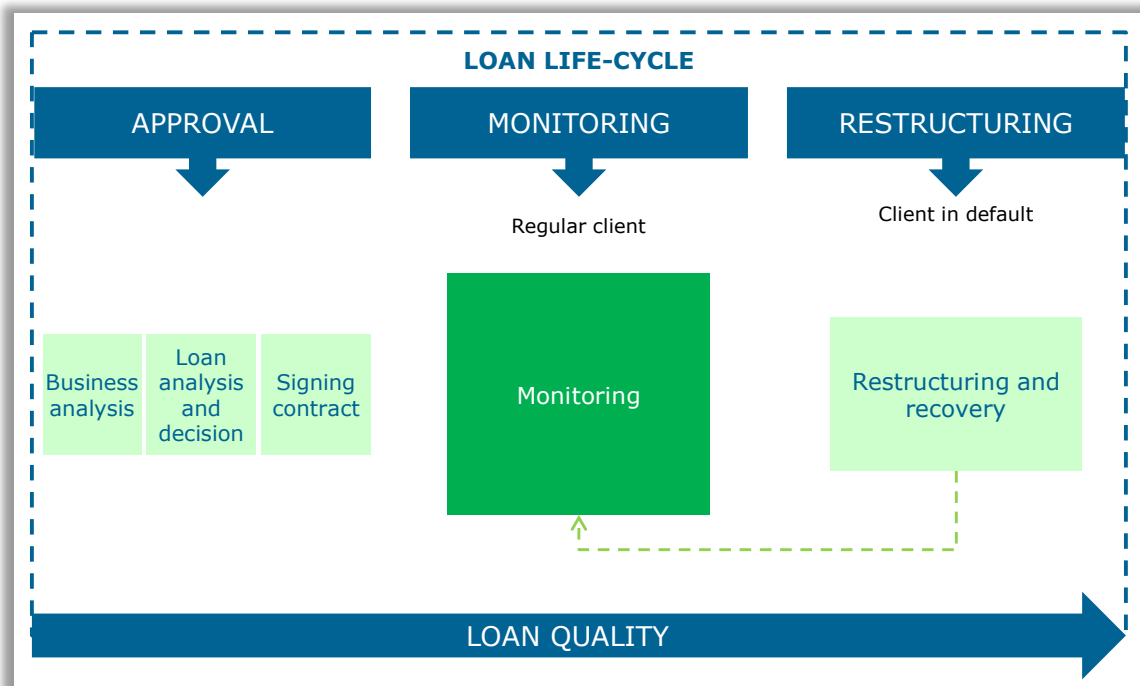 LOAN LIFE-CYCLE
APPROVAL
MONITORING
RESTRUCTURING
Regular client
Client in default
Business
analysis
Loan
analysis
and
decision
Signing
contract
Monitoring
Restructuring and
recovery
LOAN QUALITY